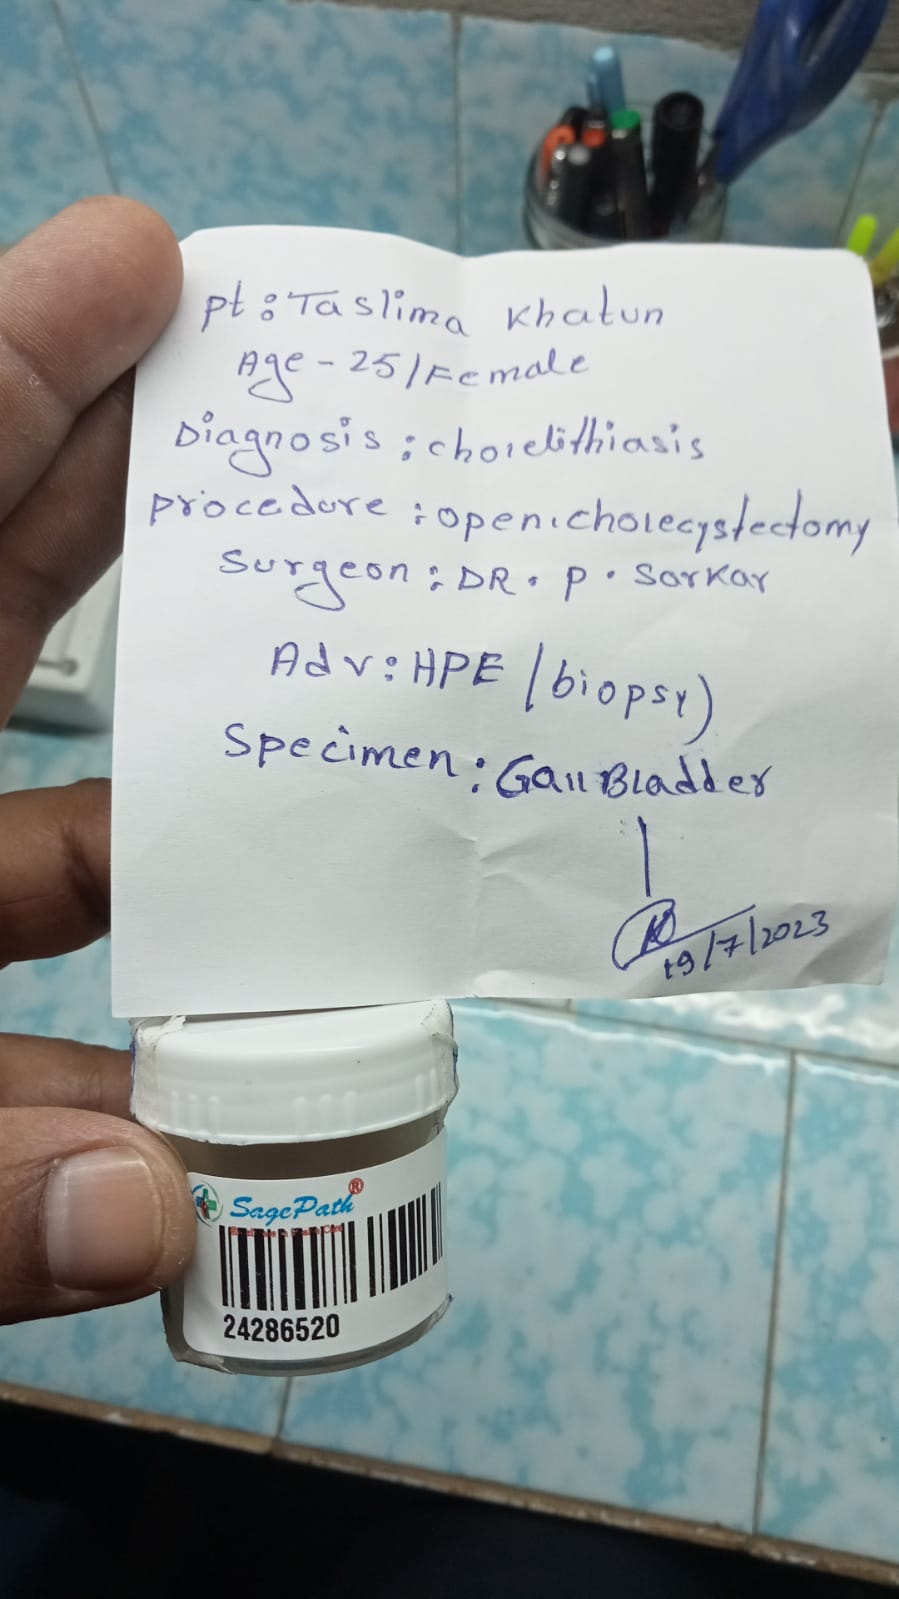 pt : Taslima Khatun
Age - 25/Female
Diagnosis : cholelithiasis
procedure : open cholecystectomy
Surgeon : DR. P. Sarkar
Adv : HPE /biopsy)
Specimen : Gall Bladder
19/7/2023
SagePath®
24286520